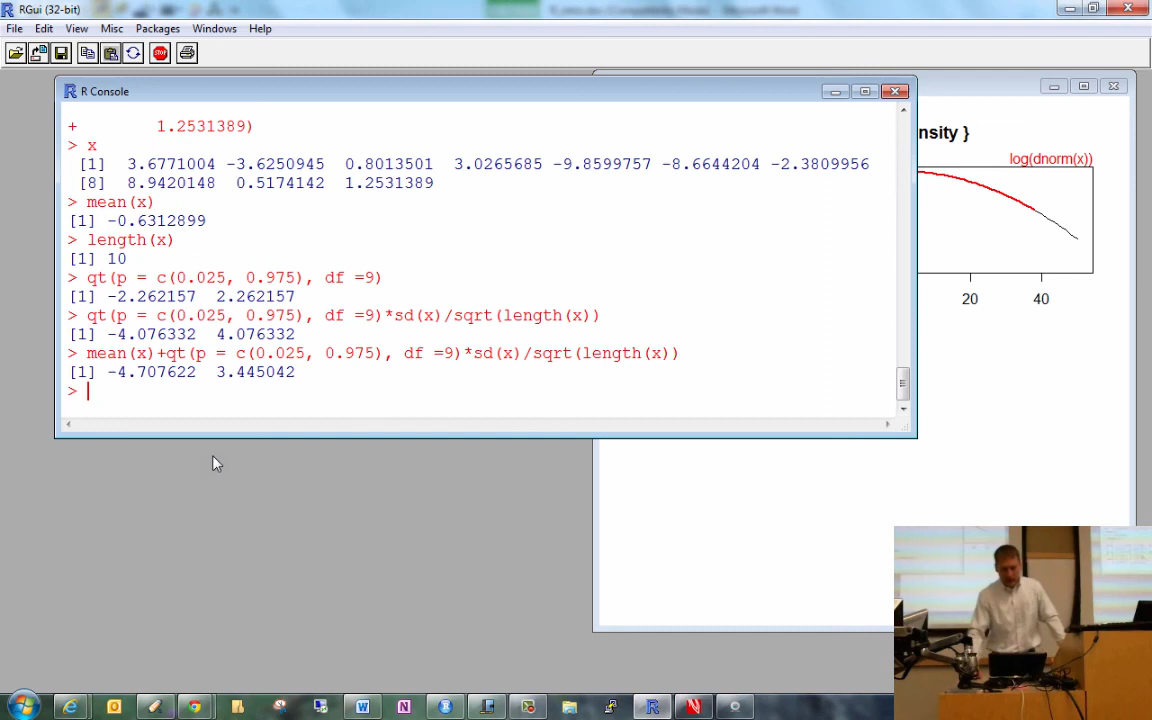 RGui (32-bit)
File Edit View Misc Packages Windows Help
R Console
+ 1.2531389)
> x
[1] 3.6771004 -3.6250945 0.8013501 3.0265685 -9.8599757 -8.6644204 -2.3809956
[8] 8.9420148 0.5174142 1.2531389
> mean(x)
[1] -0.6312899
> length(x)
[1] 10
> qt(p = c(0.025, 0.975), df =9)
[1] -2.262157 2.262157
> qt(p = c(0.025, 0.975), df =9)*sd(x)/sqrt(length(x))
[1] -4.076332 4.076332
> mean(x)+qt(p = c(0.025, 0.975), df =9)*sd(x)/sqrt(length(x))
[1] -4.707622 3.445042
>
nsity }
log(dnorm(x))
20 40